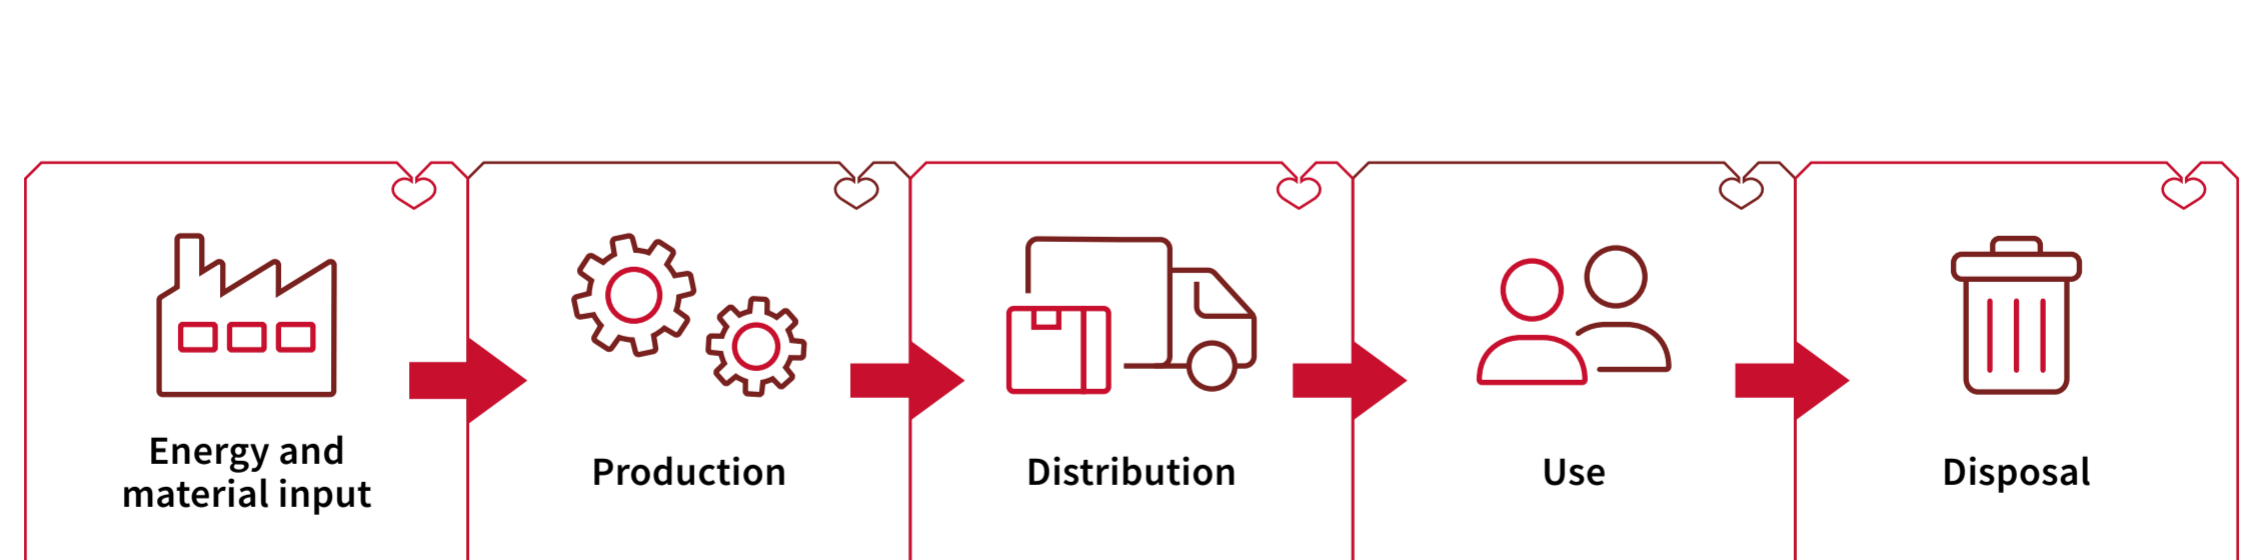 Energy and
material input
Production
Distribution
Use
Disposal